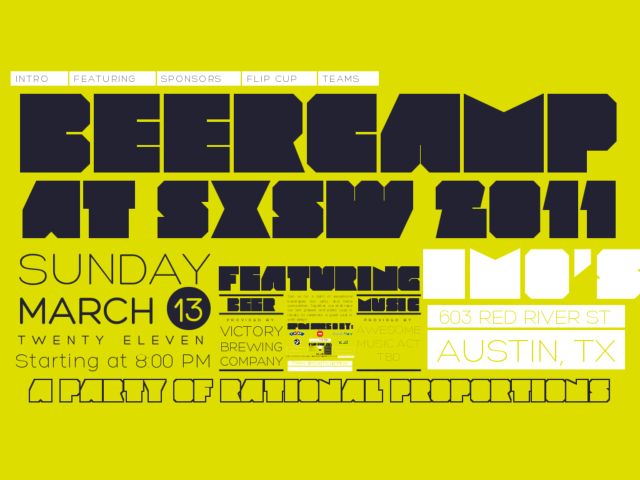 INTRO
FEATURING
SPONSORS
FLIP CUP
TEAMS
BEERCAMP
AT SXSW 2011
SUNDAY
MARCH 13
TWENTY ELEVEN
Starting at 8:00 PM
FEATURING
BEER
PROVIDED BY
VICTORY
BREWING
COMPANY
MUSIC
PROVIDED BY
AWESOME
MUSIC ACT
TBD
EMO'S
603 RED RIVER ST
AUSTIN, TX
A PARTY OF RATIONAL PROPORTIONS